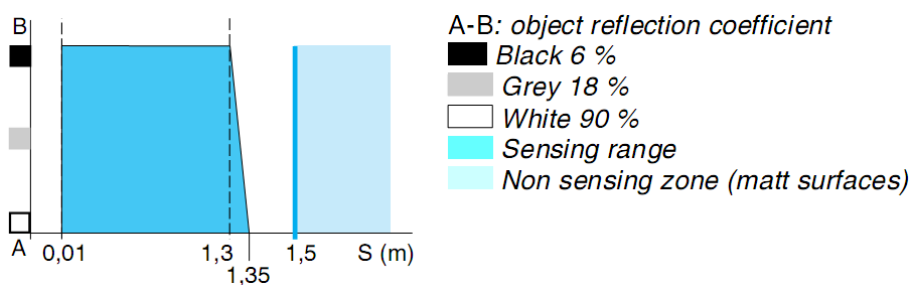 B
A
0,01
1,3
1,35
1,5
S (m)
A-B: object reflection coefficient
Black 6 %
Grey 18 %
White 90 %
Sensing range
Non sensing zone (matt surfaces)